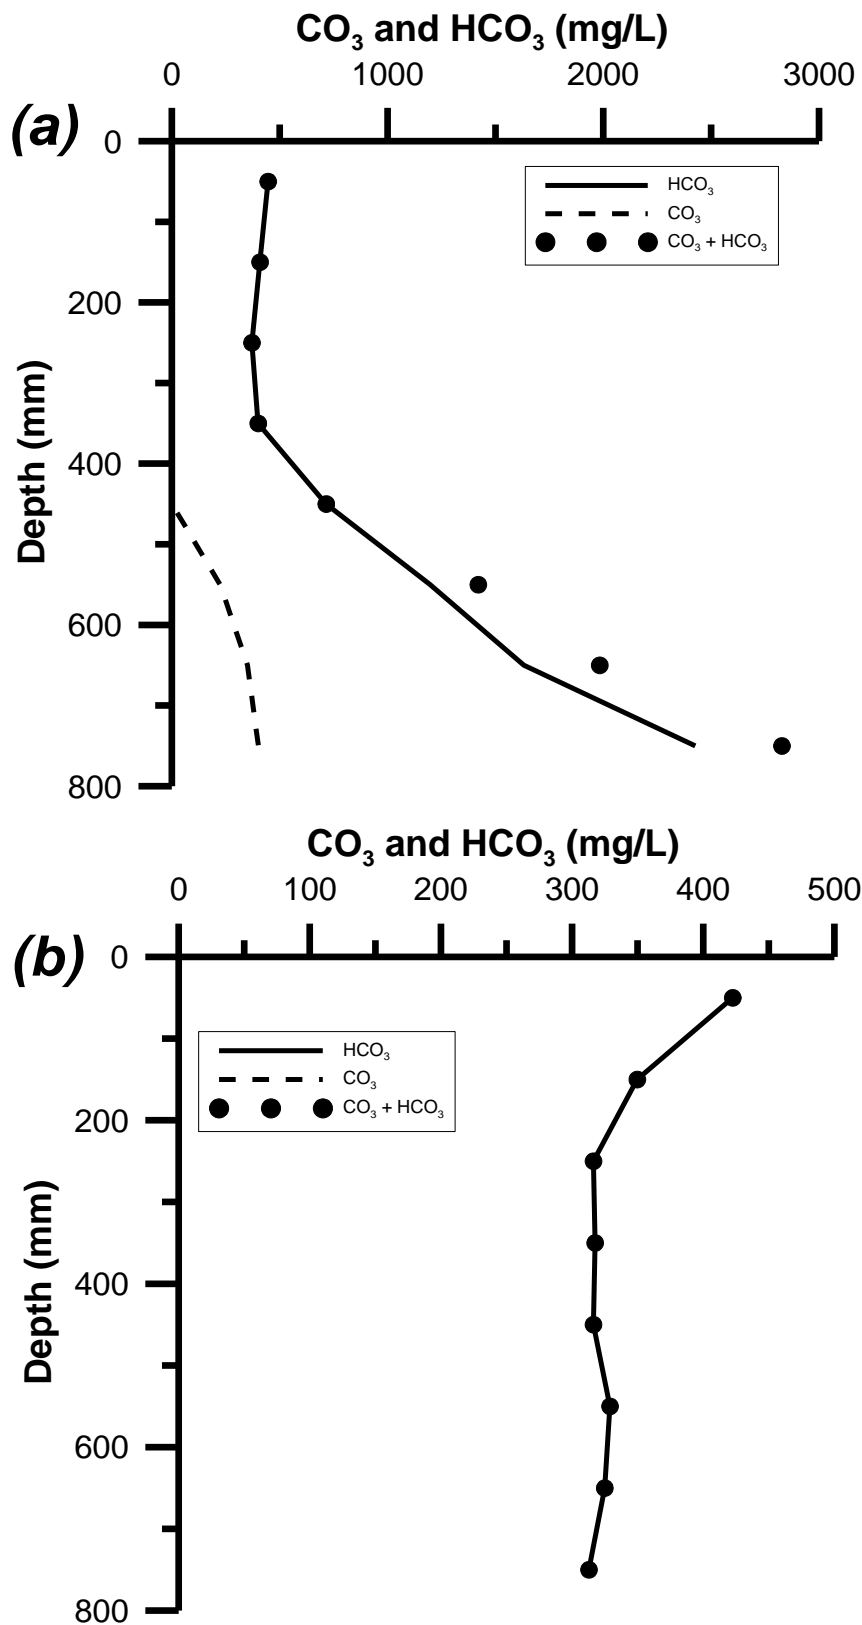 CO₃ and HCO₃ (mg/L)
0 1000 2000 3000
(a)
0
HCO₃
CO₃
CO₃ + HCO₃
200
400
600
800
Depth (mm)
CO₃ and HCO₃ (mg/L)
0 100 200 300 400 500
(b)
0
HCO₃
CO₃
CO₃ + HCO₃
200
400
600
800
Depth (mm)